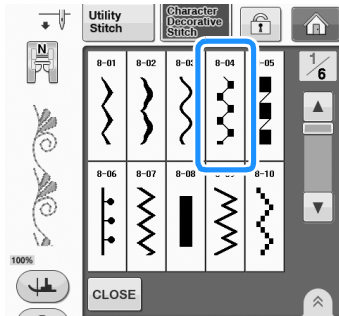 Utility
Stitch
Character
Decorative
Stitch
N
8-01
8-02
8-04
-05
1/6
8-06
8-07
8-08
8-10
100%
CLOSE